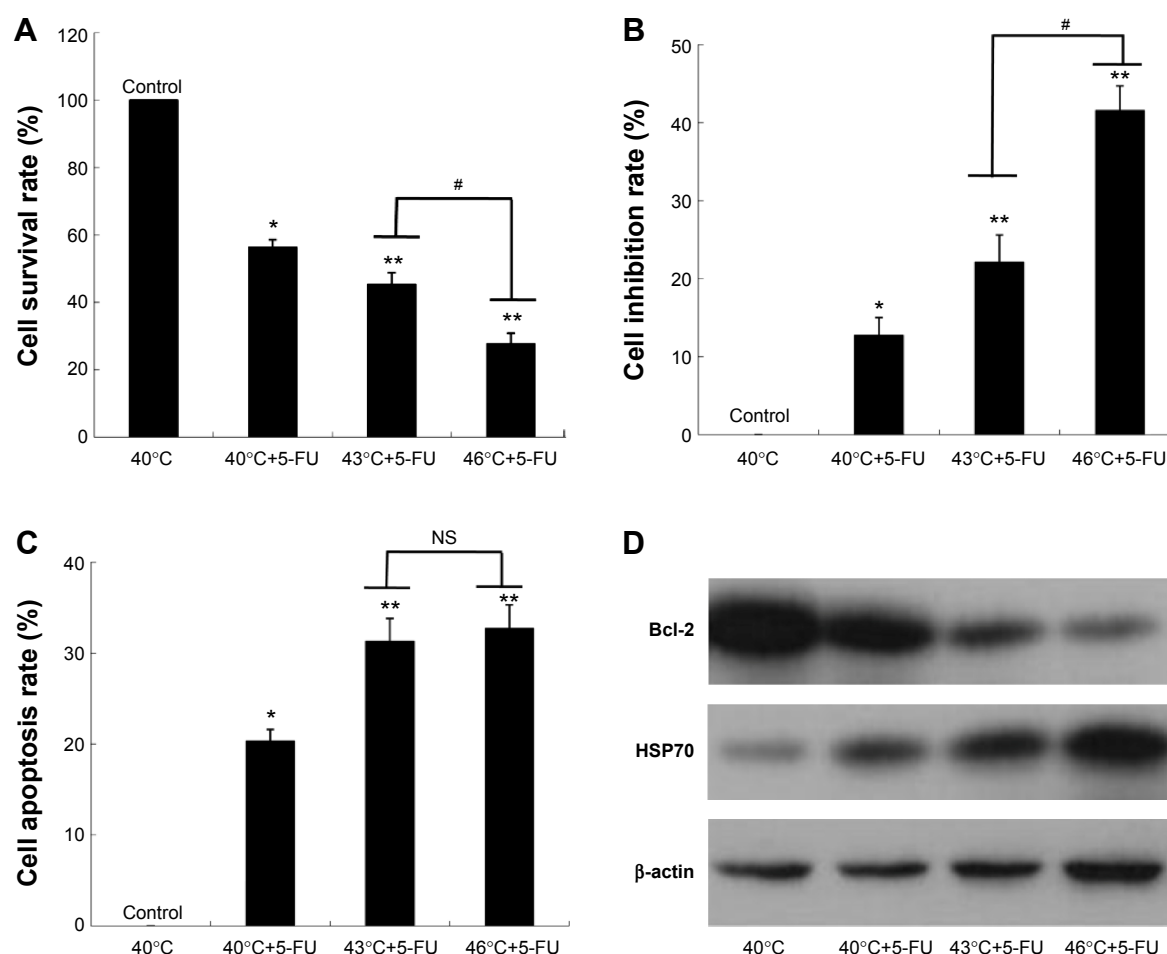 A
Cell survival rate (%)
120
100
80
60
40
20
0
Control
*
**
#
**
40°C
40°C+5-FU
43°C+5-FU
46°C+5-FU
B
Cell inhibition rate (%)
50
40
30
20
10
0
Control
*
**
#
**
40°C
40°C+5-FU
43°C+5-FU
46°C+5-FU
C
Cell apoptosis rate (%)
40
30
20
10
0
Control
*
**
NS
**
40°C
40°C+5-FU
43°C+5-FU
46°C+5-FU
D
Bcl-2
HSP70
β-actin
40°C
40°C+5-FU
43°C+5-FU
46°C+5-FU